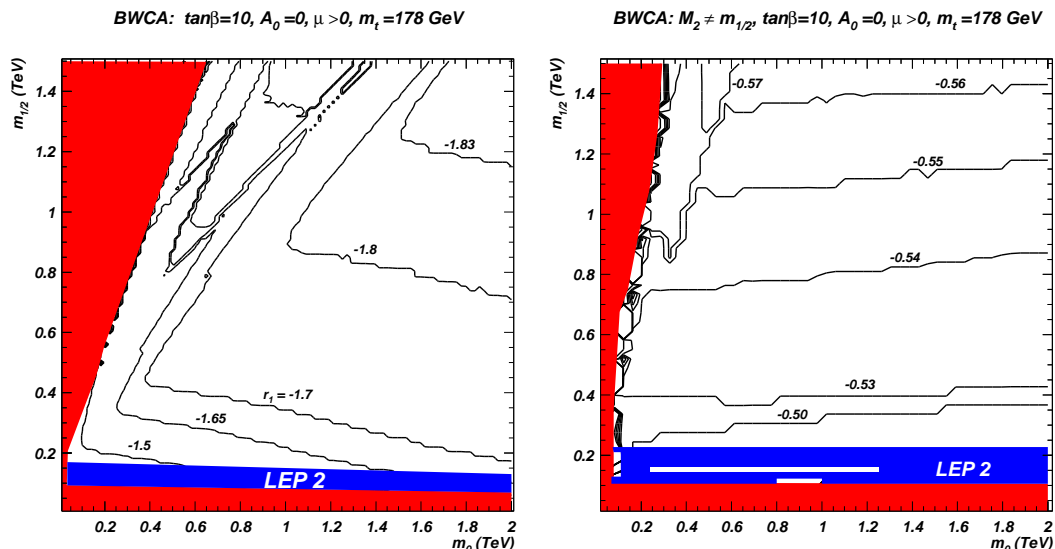 BWCA: tanβ=10, A0 =0, μ >0, mt =178 GeV
m1/2 (TeV)
1.4
1.2
1
0.8
0.6
0.4
0.2
-1.83
-1.8
r1 = -1.7
-1.65
-1.5
LEP 2
0.2 0.4 0.6 0.8 1 1.2 1.4 1.6 1.8 2
m0 (TeV)
BWCA: M2 ≠ m1/2, tanβ=10, A0 =0, μ >0, mt =178 GeV
m1/2 (TeV)
1.4
1.2
1
0.8
0.6
0.4
0.2
-0.57
-0.56
-0.55
-0.54
-0.53
-0.50
LEP 2
0.2 0.4 0.6 0.8 1 1.2 1.4 1.6 1.8 2
m0 (TeV)